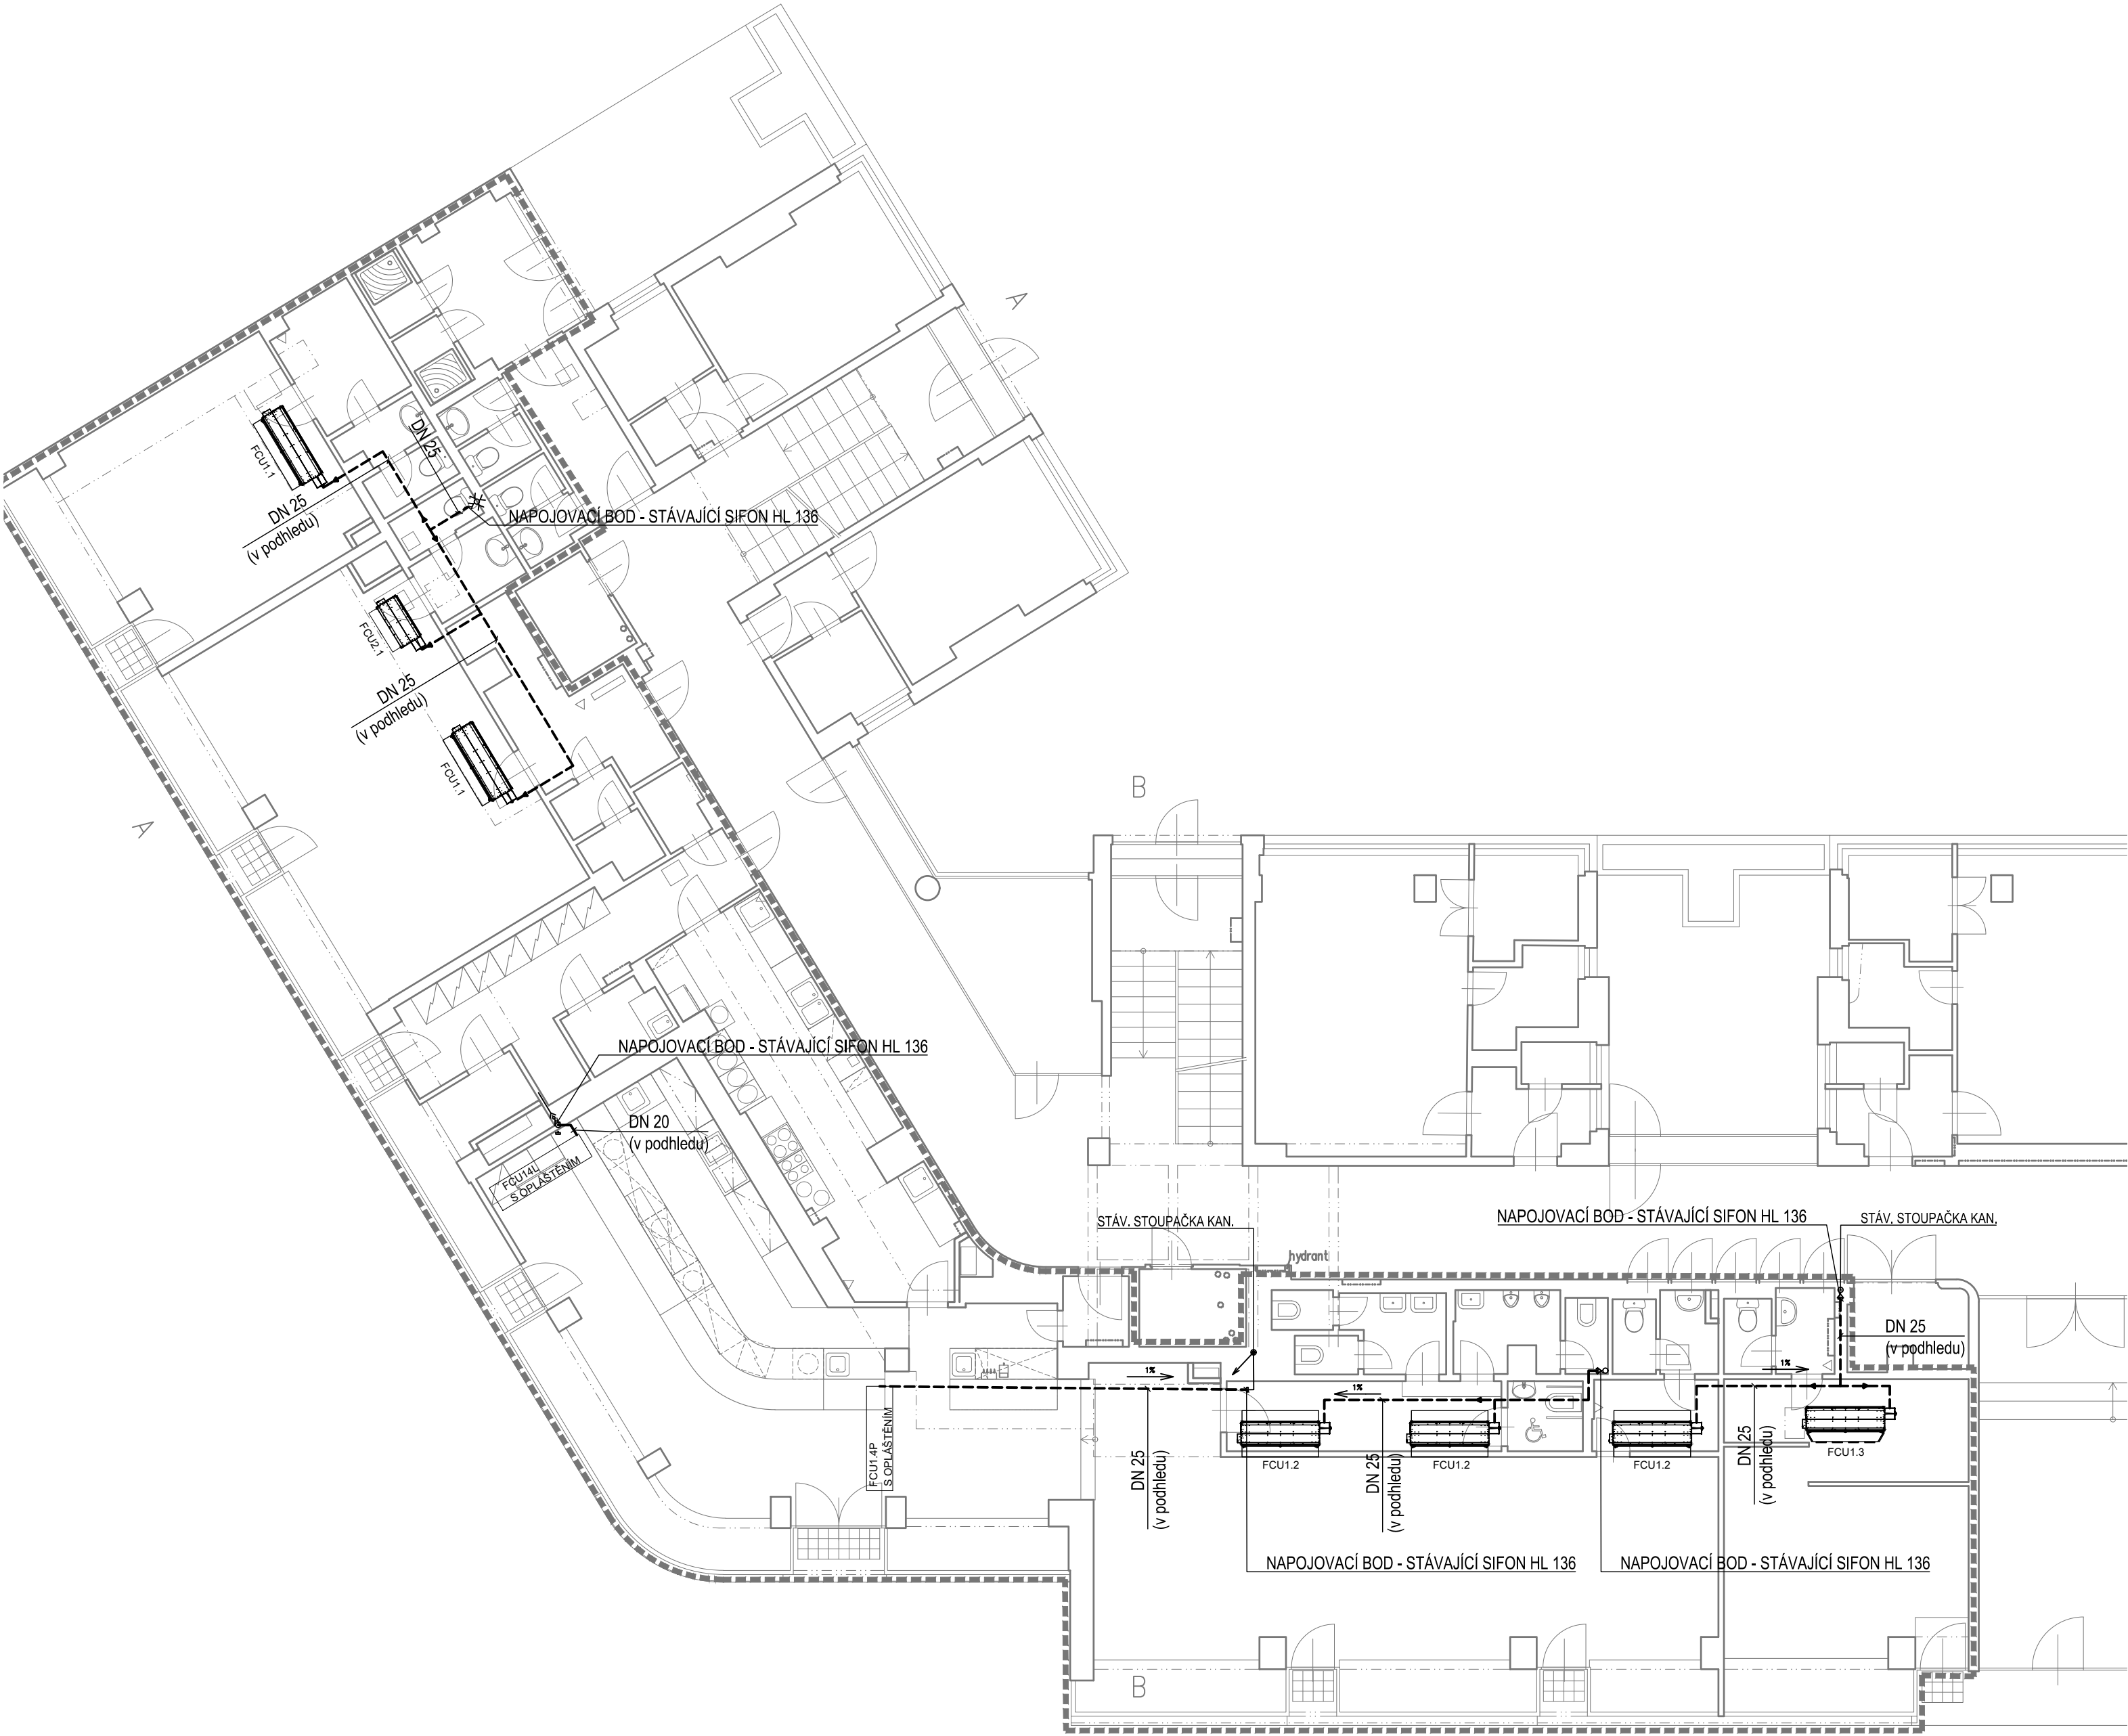 A
FCU1.1
DN 25
DN 25
(v podhledu)
NAPOJOVACÍ BOD - STÁVAJÍCÍ SIFON HL 136
FCU2.1
DN 25
(v podhledu)
FCU1.1
A
B
NAPOJOVACÍ BOD - STÁVAJÍCÍ SIFON HL 136
DN 20
(v podhledu)
FCU14L
S OPLÁŠTĚNÍM
STÁV. STOUPAČKA KAN.
hydrant
NAPOJOVACÍ BOD - STÁVAJÍCÍ SIFON HL 136
STÁV. STOUPAČKA KAN.
DN 25
(v podhledu)
1%
1%
1%
FCU1.4P
S OPLÁŠTĚNÍM
DN 25
(v podhledu)
FCU1.2
DN 25
(v podhledu)
FCU1.2
FCU1.2
DN 25
(v podhledu)
FCU1.3
NAPOJOVACÍ BOD - STÁVAJÍCÍ SIFON HL 136
NAPOJOVACÍ BOD - STÁVAJÍCÍ SIFON HL 136
B